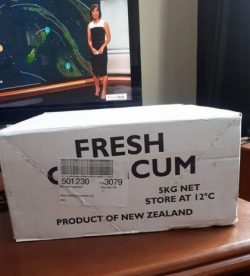 FRESH
C CUM
501230 3079
5KG NET
STORE AT 12°C
PRODUCT OF NEW ZEALAND